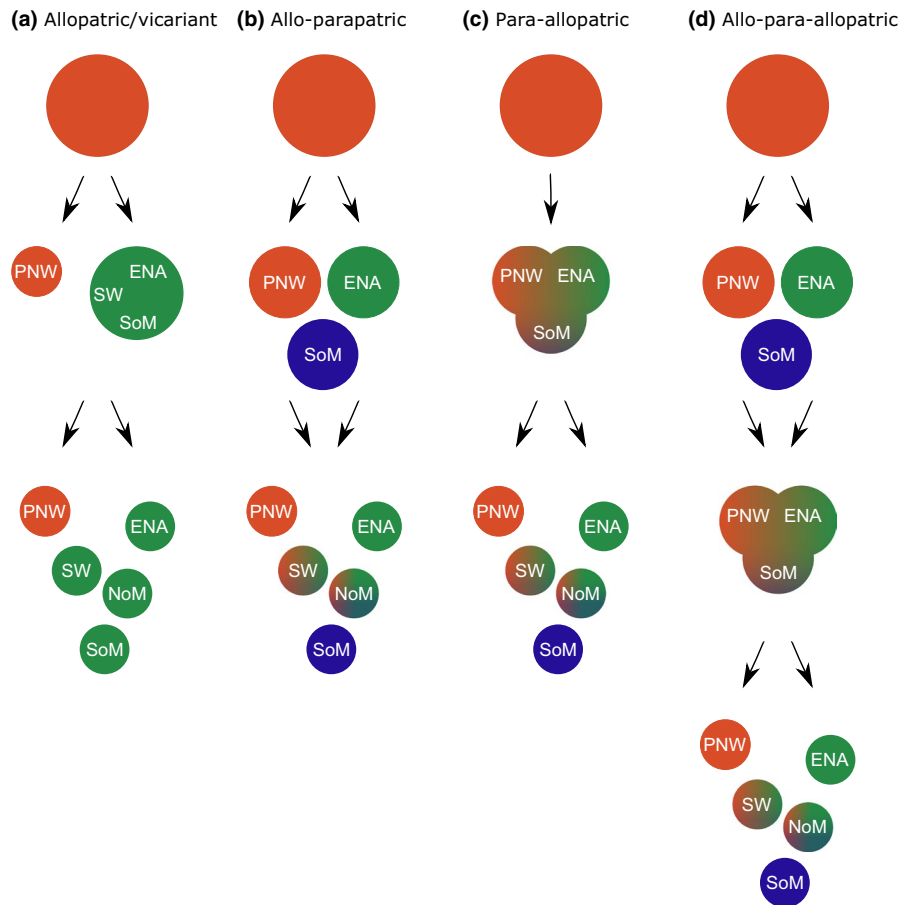 (a) Allopatric/vicariant
(b) Allo-parapatric
(c) Para-allopatric
(d) Allo-para-allopatric
PNW
ENA
SW
SoM
PNW
ENA
SoM
PNW
ENA
SoM
PNW
ENA
SoM
PNW
ENA
SW
NoM
SoM
PNW
ENA
SW
NoM
SoM
PNW
ENA
SW
NoM
SoM
PNW
ENA
SoM
PNW
ENA
SW
NoM
SoM